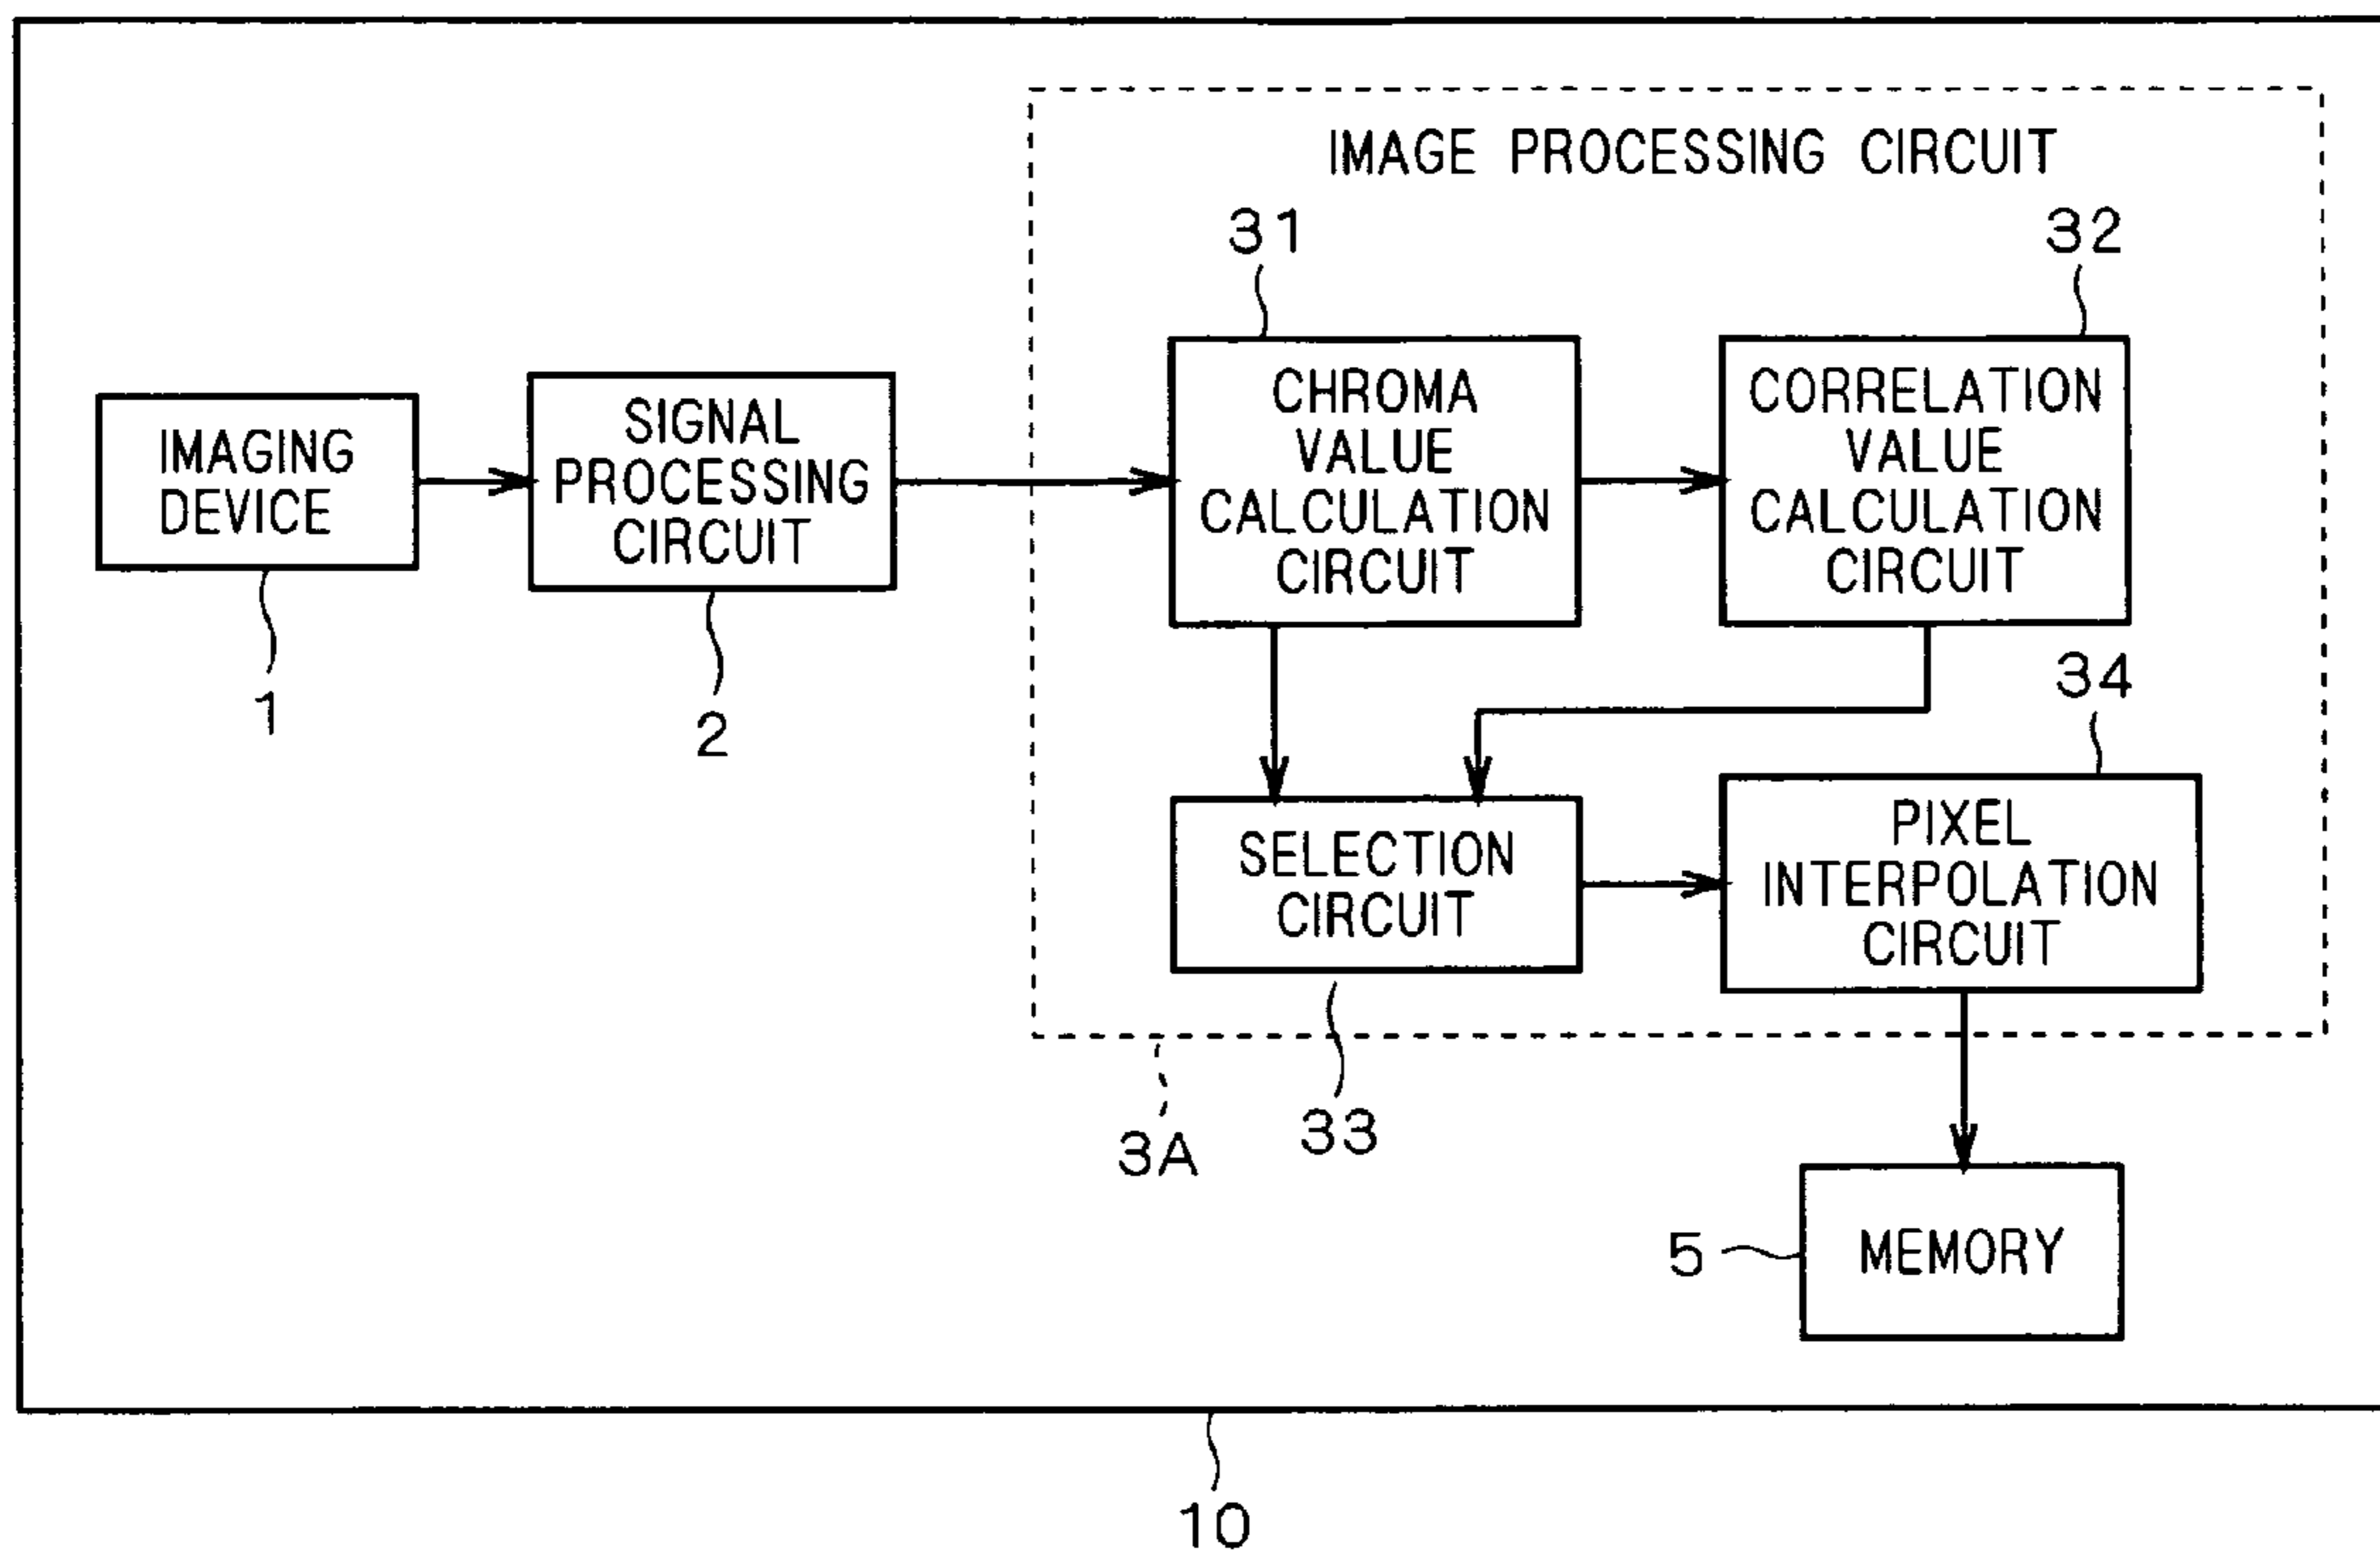 IMAGE PROCESSING CIRCUIT
31
32
IMAGING
DEVICE
1
SIGNAL
PROCESSING
CIRCUIT
2
CHROMA
VALUE
CALCULATION
CIRCUIT
CORRELATION
VALUE
CALCULATION
CIRCUIT
34
SELECTION
CIRCUIT
PIXEL
INTERPOLATION
CIRCUIT
33
3A
5
MEMORY
10